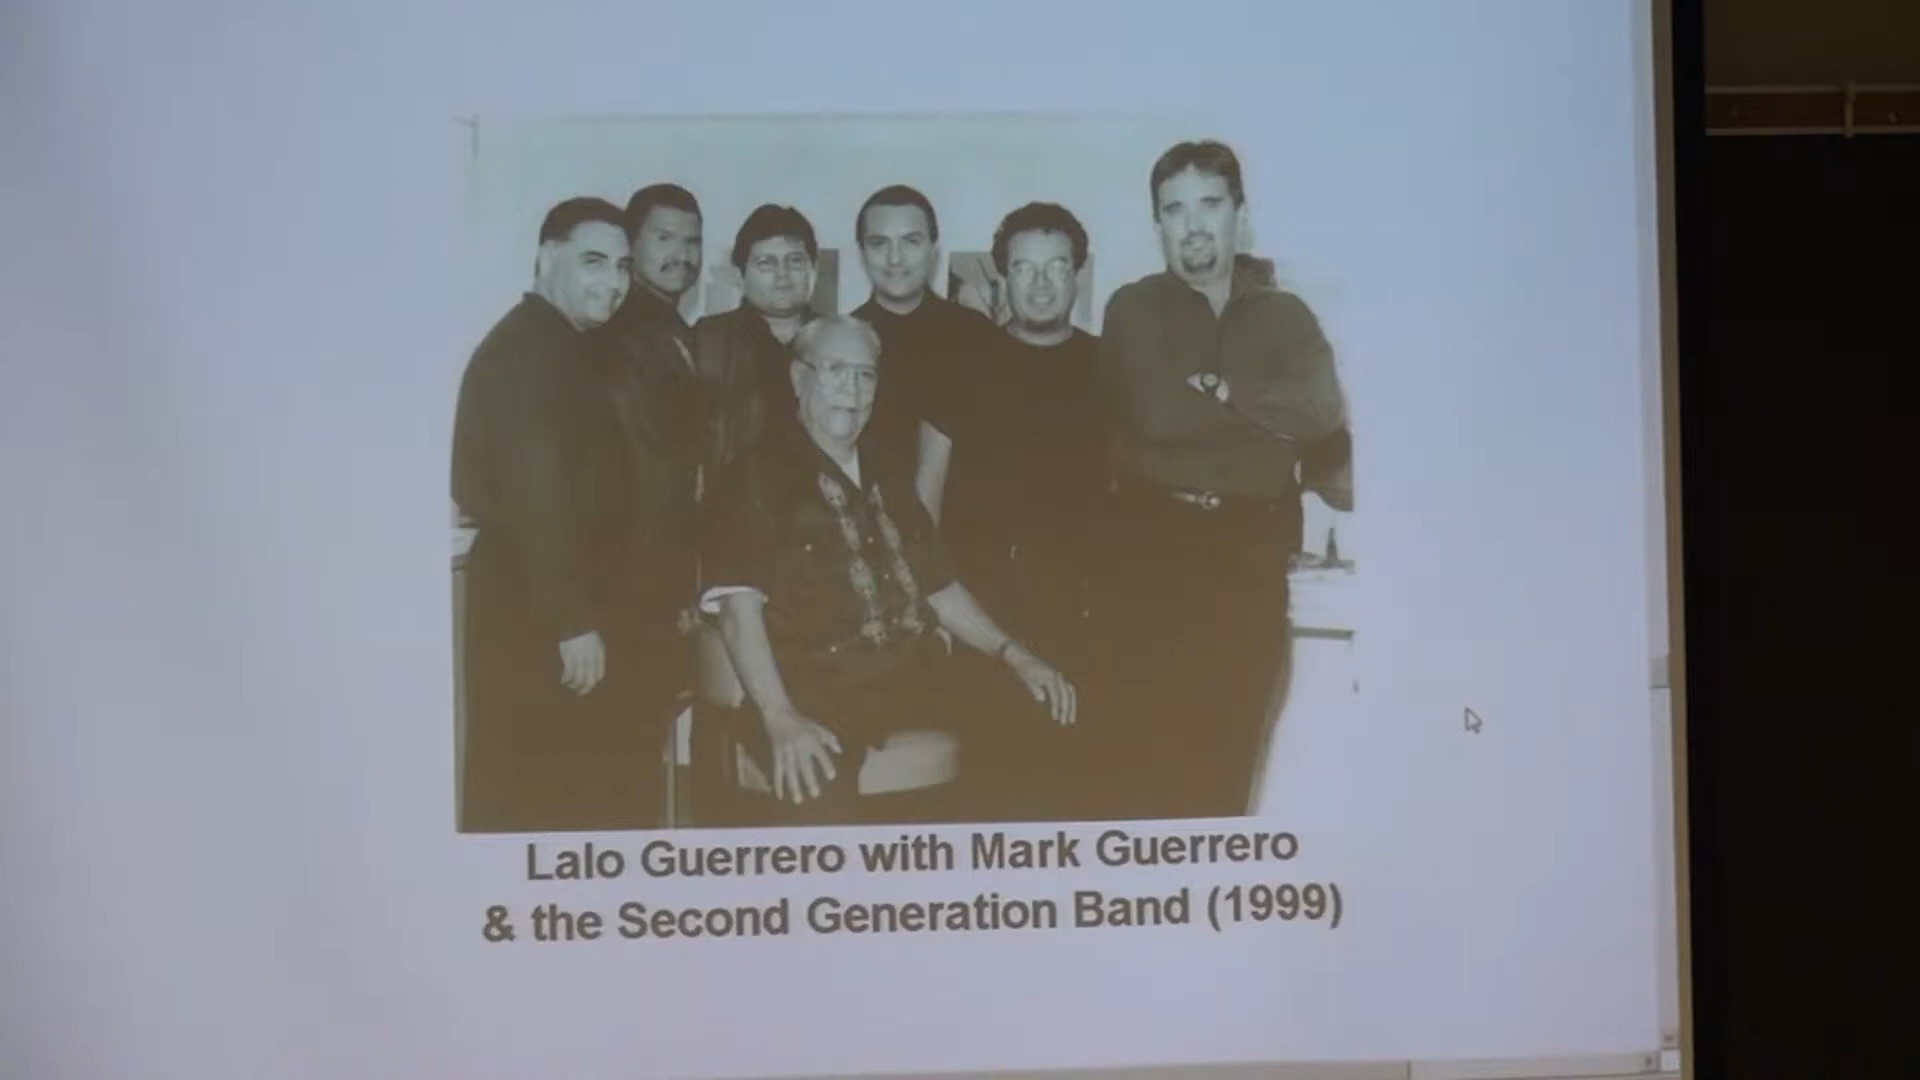 Lalo Guerrero with Mark Guerrero
& the Second Generation Band (1999)